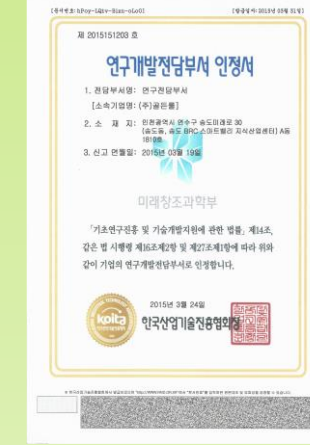 제 2015151203 호
연구개발전담부서 인정서
1. 전담부서명: 연구전담부서
[소속기업명: (주)골든룰]
2. 소 재 지: 인천광역시 연수구 송도미래로 30
(송도동, 송도 BRC 스마트밸리 지식산업센터) A동
1810호
3. 신고 연월일: 2015년 03월 19일
미래창조과학부
「기초연구진흥 및 기술개발지원에 관한 법률」 제14조,
같은 법 시행령 제16조제2항 및 제27조제1항에 따라 위와
같이 기업의 연구개발전담부서로 인정합니다.
2015년 3월 24일
koita
한국산업기술진흥협회장